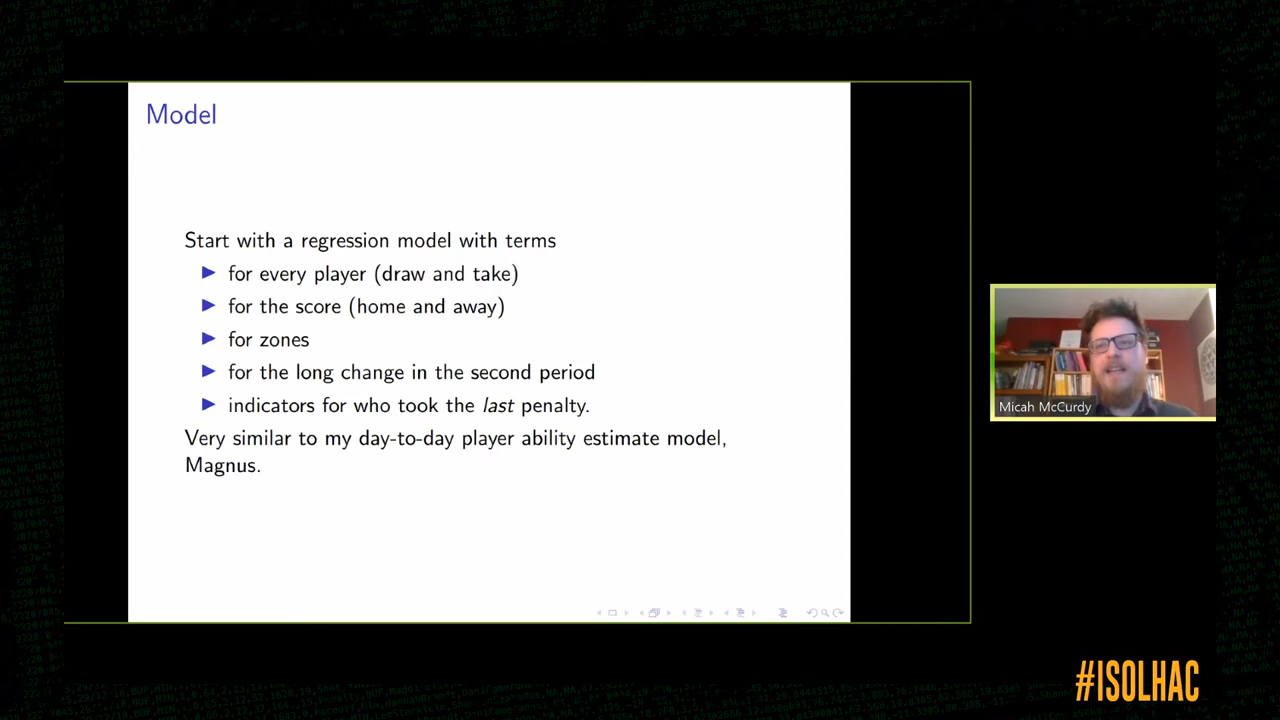 Model
Start with a regression model with terms
for every player (draw and take)
for the score (home and away)
for zones
for the long change in the second period
indicators for who took the last penalty.
Very similar to my day-to-day player ability estimate model,
Magnus.
Micah McCurdy
#ISOLHAC